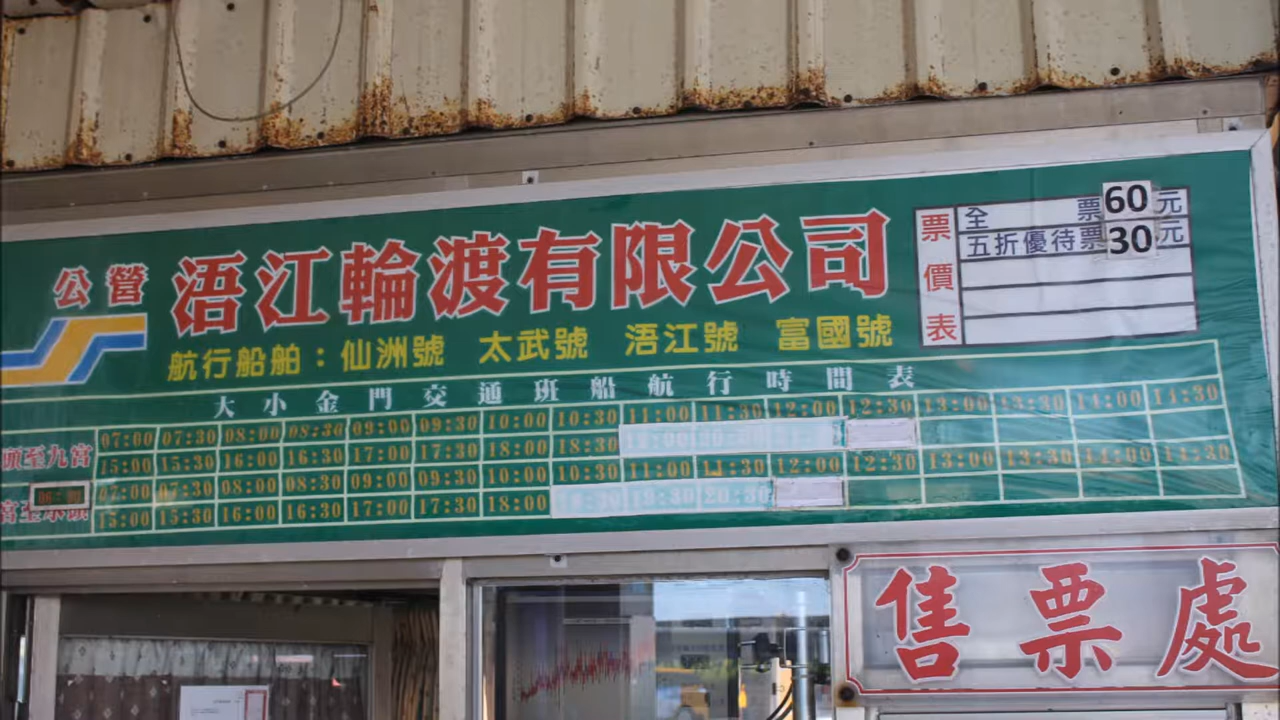 公營 浯江輪渡有限公司
航行船舶：仙洲號 太武號 浯江號 富國號
票價表
全票60元
五折優待票30元
大小金門交通班船航行時間表
至九宮 07:00 07:30 08:00 08:30 09:00 09:30 10:00 10:30 11:00 11:30 12:00 12:30 13:00 13:30 14:00 14:30
15:00 15:30 16:00 16:30 17:00 17:30 18:00 18:30
宮至 07:00 07:30 08:00 08:30 09:00 09:30 10:00 10:30 11:00 11:30 12:00 12:30 13:00 13:30 14:00 14:30
15:00 15:30 16:00 16:30 17:00 17:30 18:00 19:30 20:30
售票處